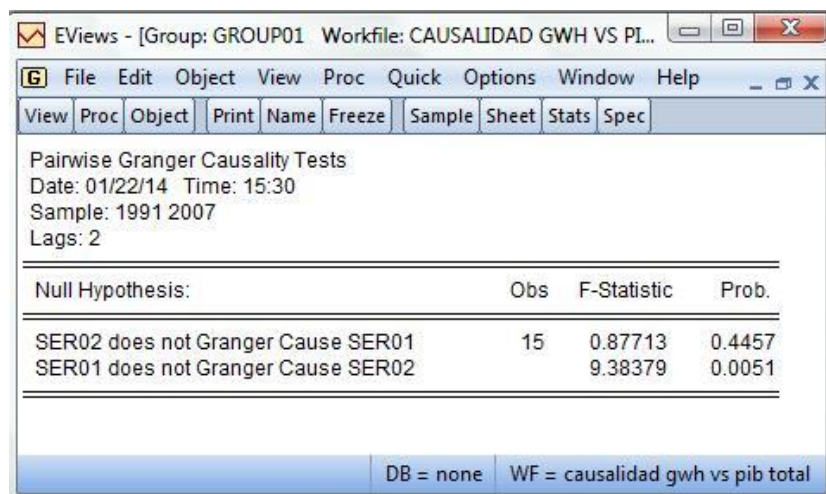 EViews - [Group: GROUP01 Workfile: CAUSALIDAD GWH VS PI...
G File Edit Object View Proc Quick Options Window Help
View Proc Object Print Name Freeze Sample Sheet Stats Spec
Pairwise Granger Causality Tests
Date: 01/22/14 Time: 15:30
Sample: 1991 2007
Lags: 2
Null Hypothesis: Obs F-Statistic Prob.
SER02 does not Granger Cause SER01 15 0.87713 0.4457
SER01 does not Granger Cause SER02 9.38379 0.0051
DB = none WF = causalidad gwh vs pib total